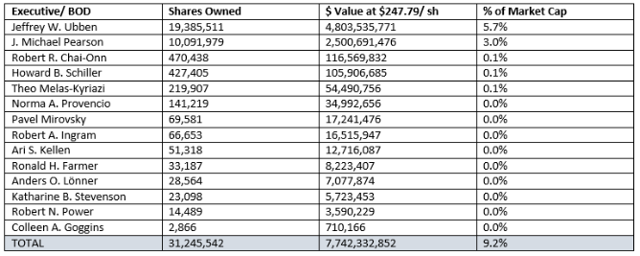 Executive/ BOD Shares Owned $ Value at $247.79/ sh % of Market Cap
Jeffrey W. Ubben 19,385,511 4,803,535,771 5.7%
J. Michael Pearson 10,091,979 2,500,691,476 3.0%
Robert R. Chai-Onn 470,438 116,569,832 0.1%
Howard B. Schiller 427,405 105,906,685 0.1%
Theo Melas-Kyriazi 219,907 54,490,756 0.1%
Norma A. Provencio 141,219 34,992,656 0.0%
Pavel Mirovsky 69,581 17,241,476 0.0%
Robert A. Ingram 66,653 16,515,947 0.0%
Ari S. Kellen 51,318 12,716,087 0.0%
Ronald H. Farmer 33,187 8,223,407 0.0%
Anders O. Lönner 28,564 7,077,874 0.0%
Katharine B. Stevenson 23,098 5,723,453 0.0%
Robert N. Power 14,489 3,590,229 0.0%
Colleen A. Goggins 2,866 710,166 0.0%
TOTAL 31,245,542 7,742,332,852 9.2%